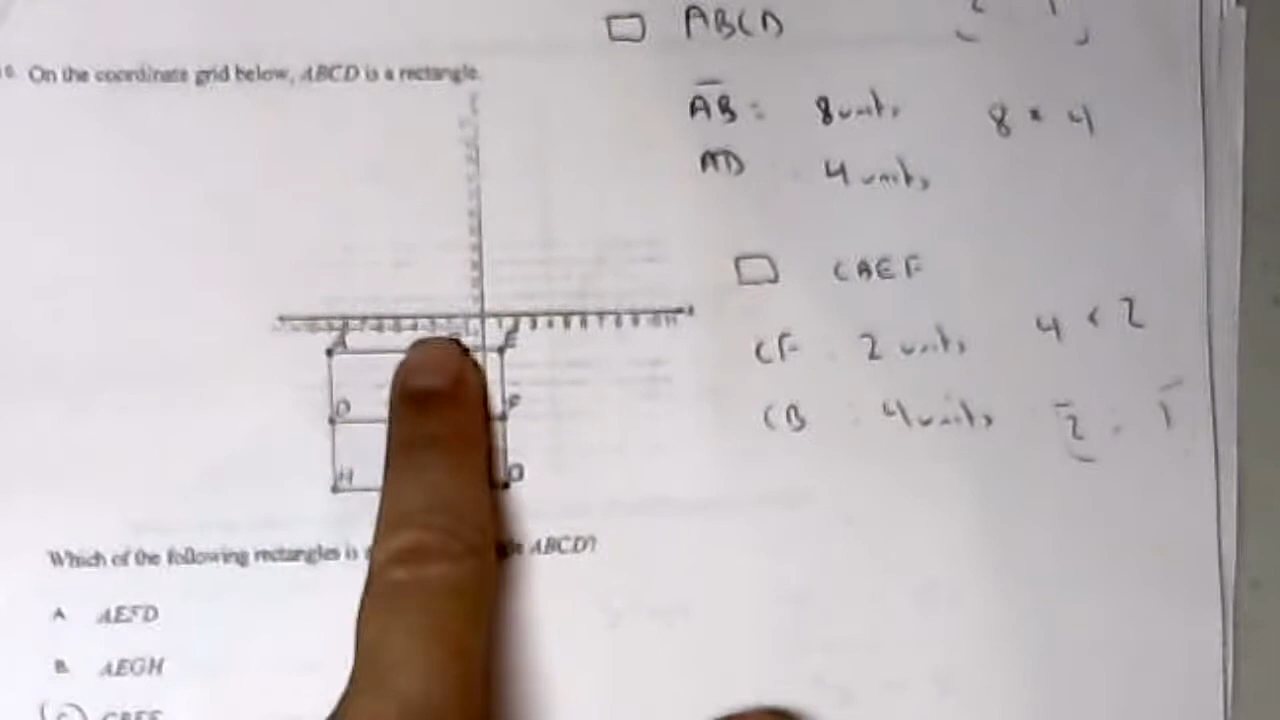 On the coordinate grid below, ABCD is a rectangle.
ABCD
AB : 8 units 8 × 4
AD 4 units
CF 2 units 4 × 2
CB 4 units 2 : 1
A
E
D
F
H
G
Which of the following rectangles is ABCD?
A AEFD
B. AEGH